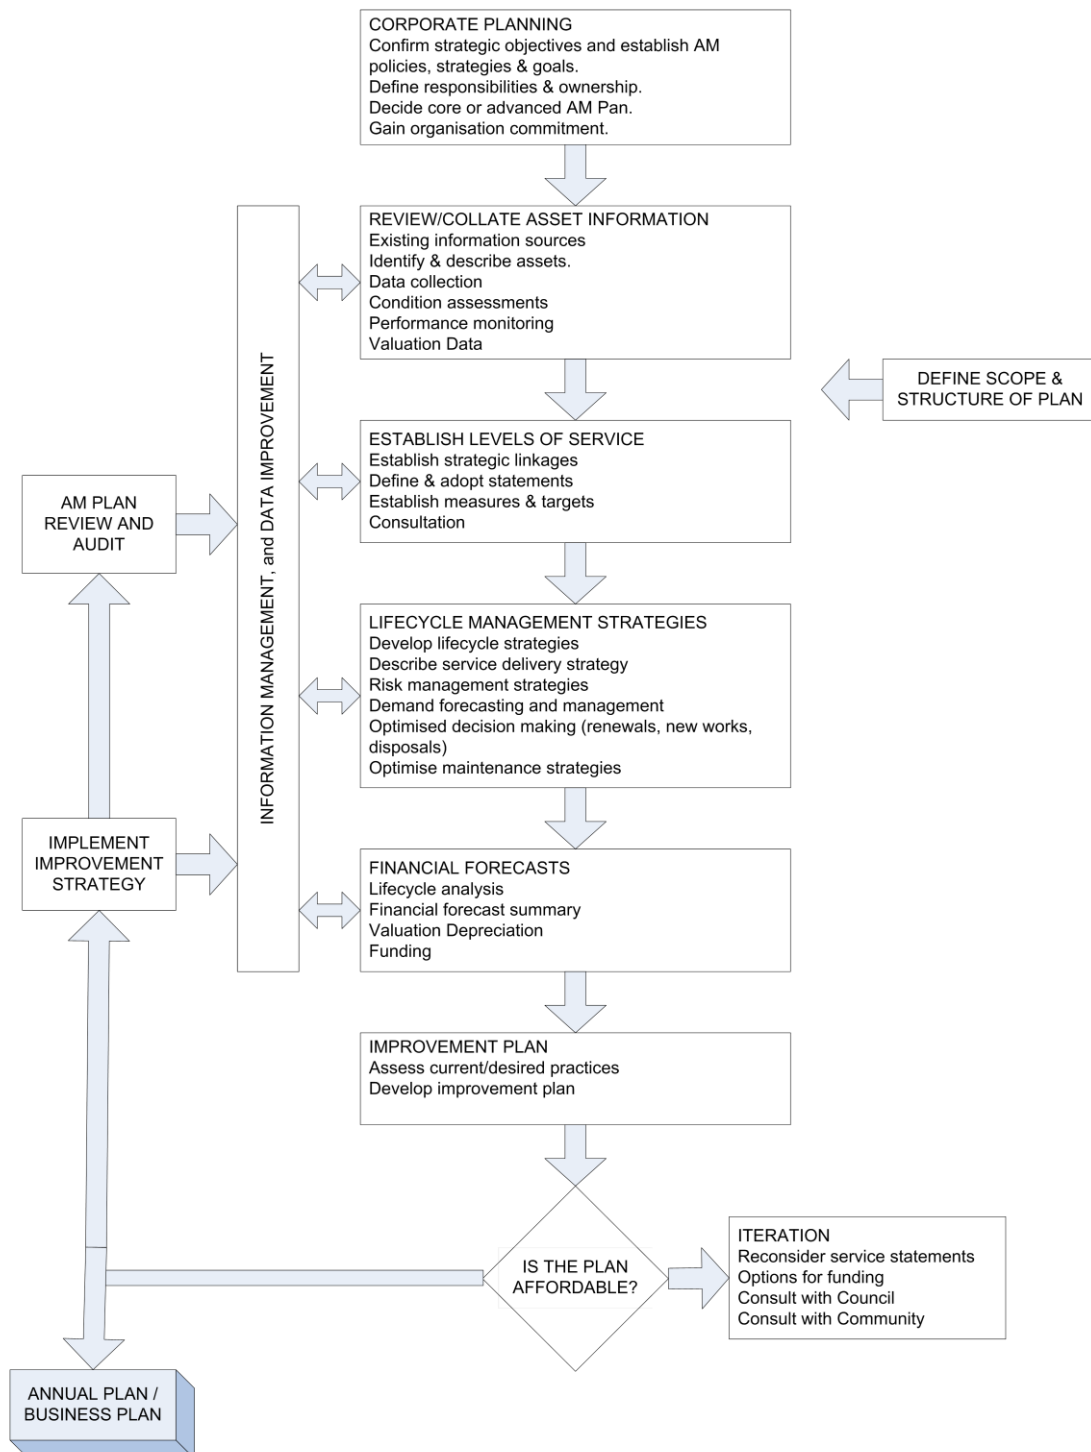 CORPORATE PLANNING
Confirm strategic objectives and establish AM
policies, strategies & goals.
Define responsibilities & ownership.
Decide core or advanced AM Pan.
Gain organisation commitment.
REVIEW/COLLATE ASSET INFORMATION
Existing information sources
Identify & describe assets.
Data collection
Condition assessments
Performance monitoring
Valuation Data
INFORMATION MANAGEMENT, and DATA IMPROVEMENT
DEFINE SCOPE &
STRUCTURE OF PLAN
ESTABLISH LEVELS OF SERVICE
Establish strategic linkages
Define & adopt statements
Establish measures & targets
Consultation
AM PLAN
REVIEW AND
AUDIT
LIFECYCLE MANAGEMENT STRATEGIES
Develop lifecycle strategies
Describe service delivery strategy
Risk management strategies
Demand forecasting and management
Optimised decision making (renewals, new works,
disposals)
Optimise maintenance strategies
IMPLEMENT
IMPROVEMENT
STRATEGY
FINANCIAL FORECASTS
Lifecycle analysis
Financial forecast summary
Valuation Depreciation
Funding
IMPROVEMENT PLAN
Assess current/desired practices
Develop improvement plan
IS THE PLAN
AFFORDABLE?
ITERATION
Reconsider service statements
Options for funding
Consult with Council
Consult with Community
ANNUAL PLAN /
BUSINESS PLAN